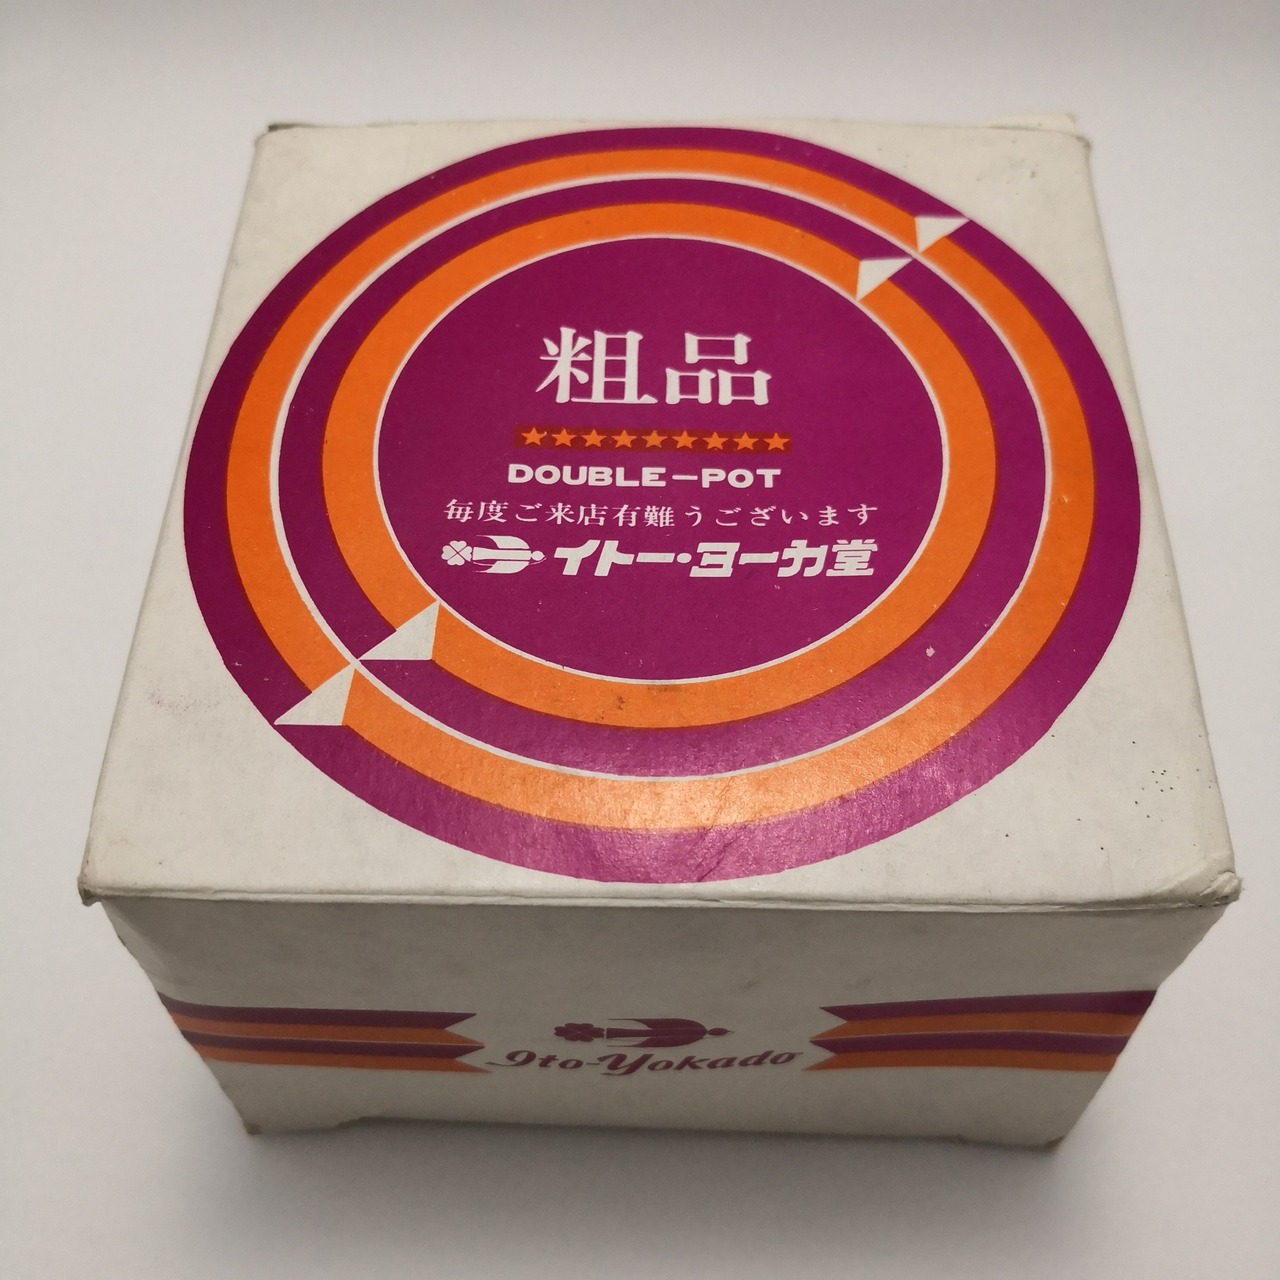 粗品
DOUBLE-POT
毎度ご来店有難うございます
イトー・ヨーカ堂
Ito-Yokado